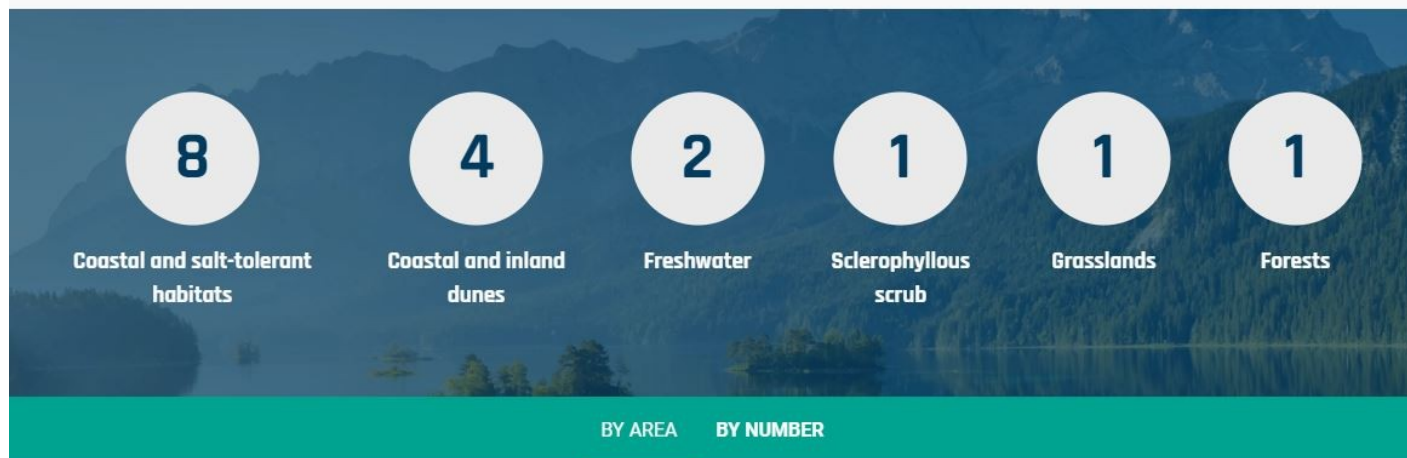 8
4
2
1
1
1
Coastal and salt-tolerant
habitats
Coastal and inland
dunes
Freshwater
Sclerophyllous
scrub
Grasslands
Forests
BY AREA BY NUMBER